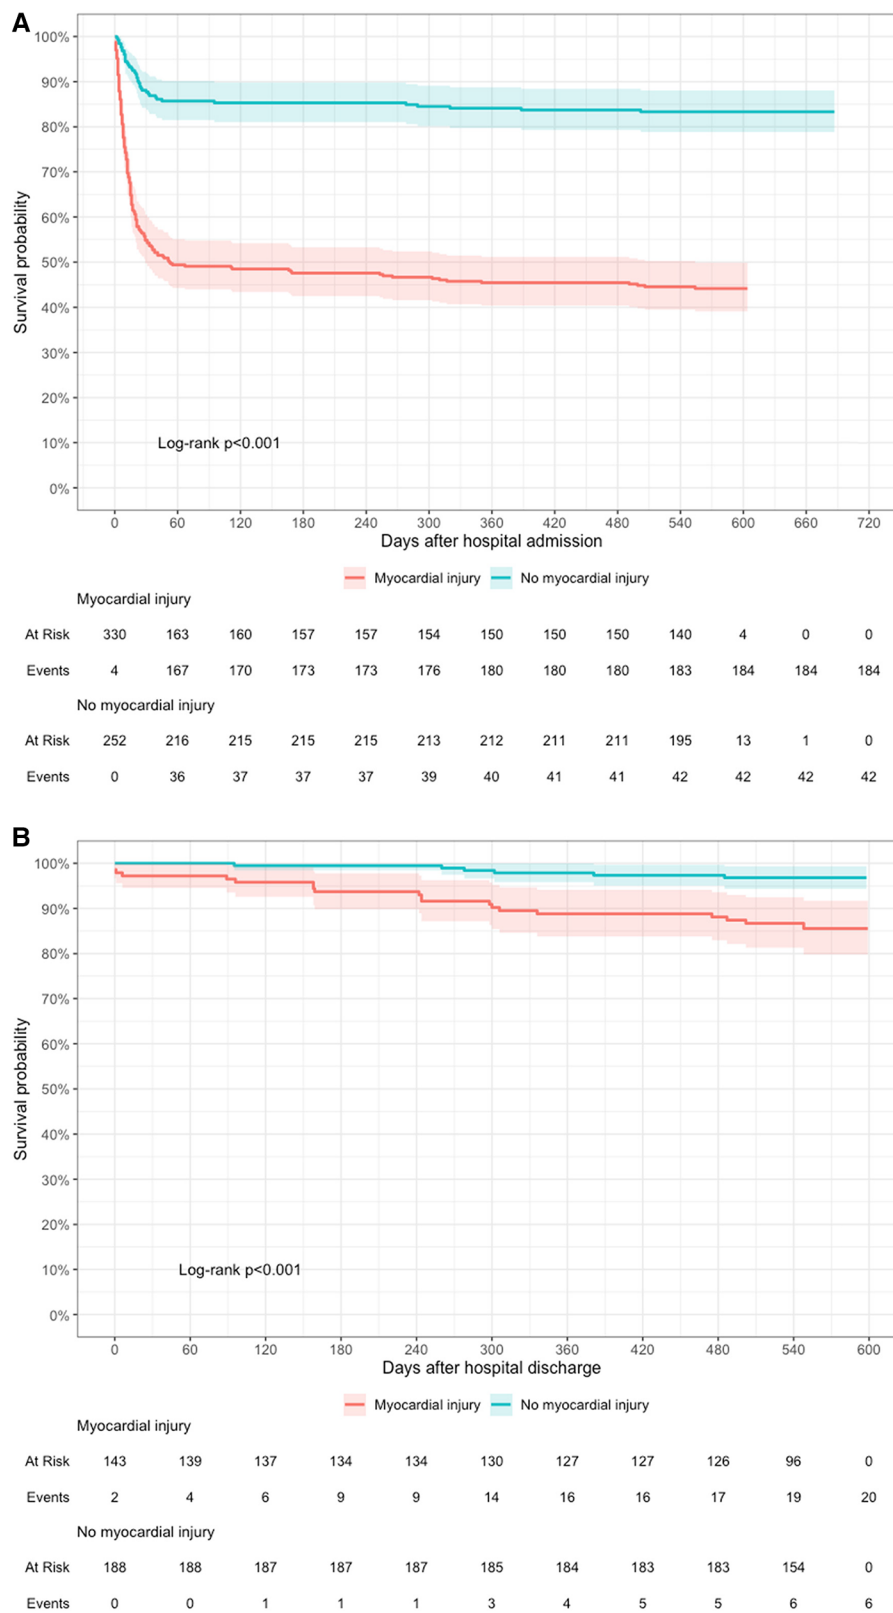 A
100%
90%
80%
70%
60%
50%
40%
30%
20%
10%
0%
Survival probability
Log-rank p<0.001
0 60 120 180 240 300 360 420 480 540 600 660 720
Days after hospital admission
Myocardial injury No myocardial injury
Myocardial injury
At Risk 330 163 160 157 157 154 150 150 150 140 4 0 0
Events 4 167 170 173 173 176 180 180 180 183 184 184 184
No myocardial injury
At Risk 252 216 215 215 215 213 212 211 211 195 13 1 0
Events 0 36 37 37 37 39 40 41 41 42 42 42 42
B
100%
90%
80%
70%
60%
50%
40%
30%
20%
10%
0%
Survival probability
Log-rank p<0.001
0 60 120 180 240 300 360 420 480 540 600
Days after hospital discharge
Myocardial injury No myocardial injury
Myocardial injury
At Risk 143 139 137 134 134 130 127 127 126 96 0
Events 2 4 6 9 9 14 16 16 17 19 20
No myocardial injury
At Risk 188 188 187 187 187 185 184 183 183 154 0
Events 0 0 1 1 1 3 4 5 5 6 6